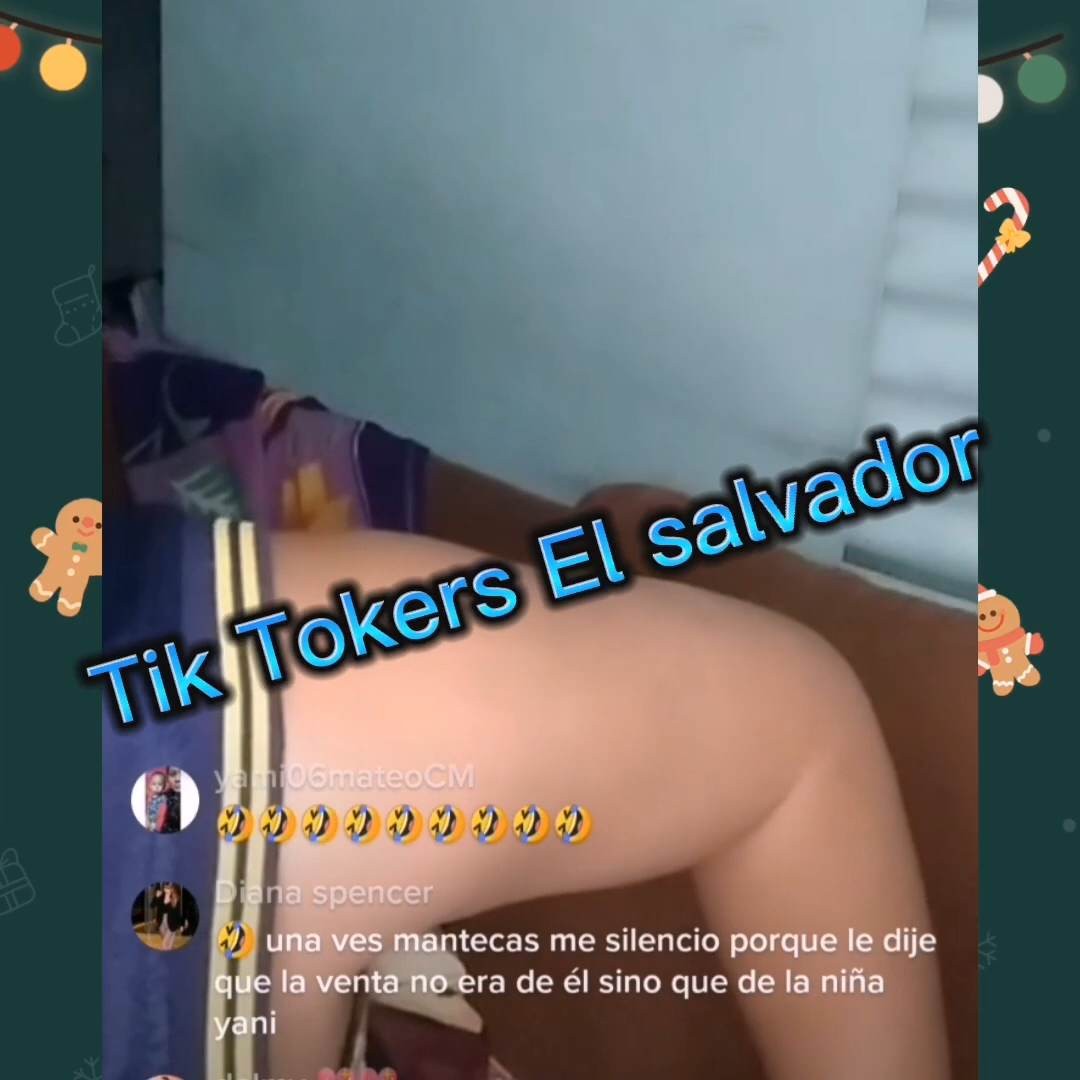 Tik Tokers El salvador
yami06mateoCM
🤣🤣🤣🤣🤣🤣🤣🤣🤣
Diana spencer
🤣 una ves mantecas me silencio porque le dije
que la venta no era de él sino que de la niña
yani